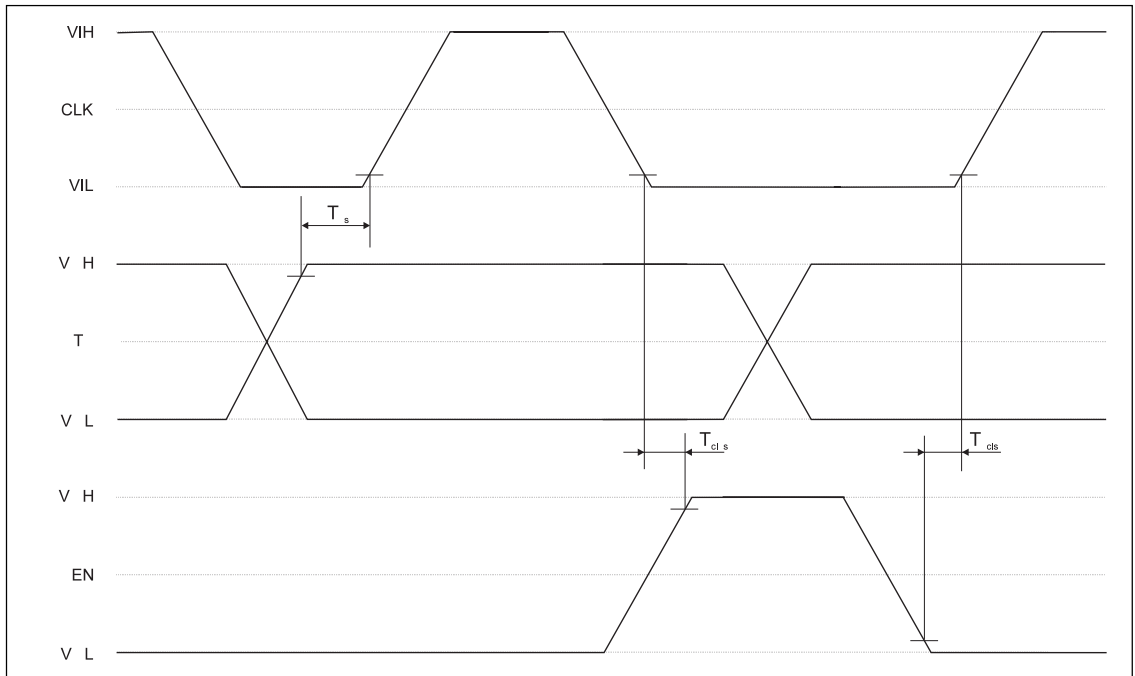 VIH
CLK
VIL
T s
V H
T
V L
T cl s
T cls
V H
EN
V L